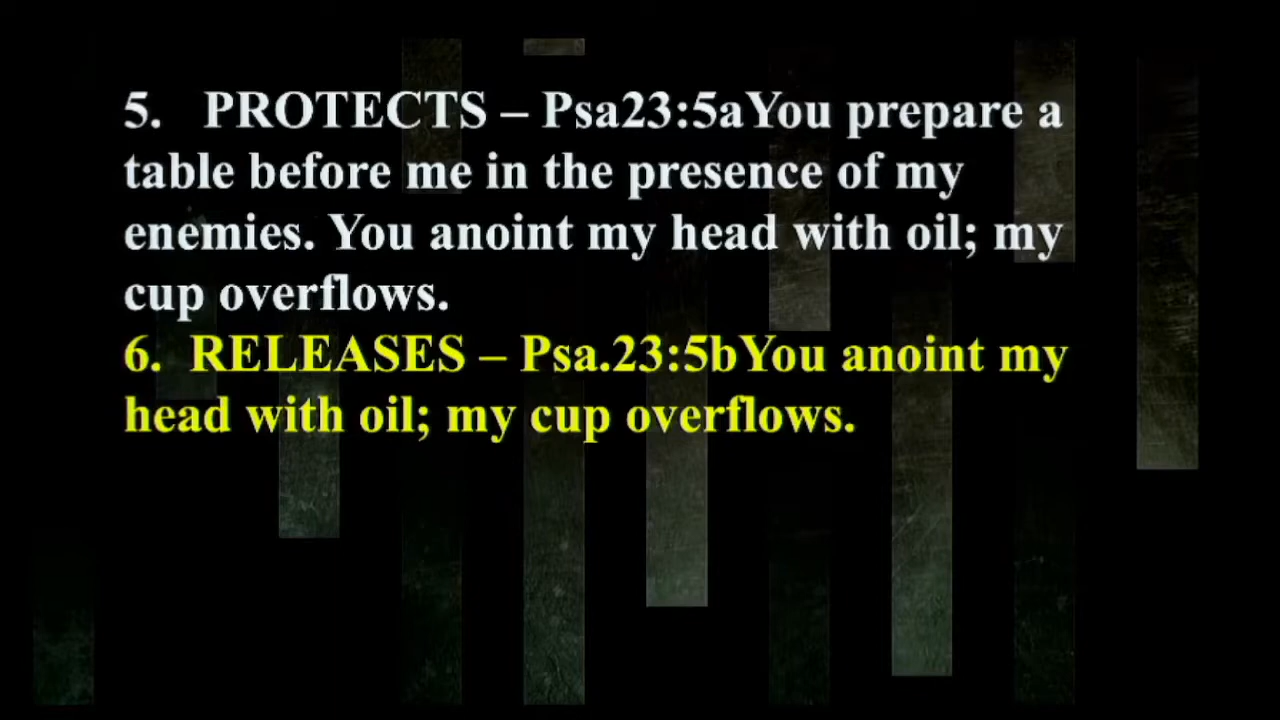 5. PROTECTS – Psa23:5aYou prepare a
table before me in the presence of my
enemies. You anoint my head with oil; my
cup overflows.
6. RELEASES – Psa.23:5bYou anoint my
head with oil; my cup overflows.